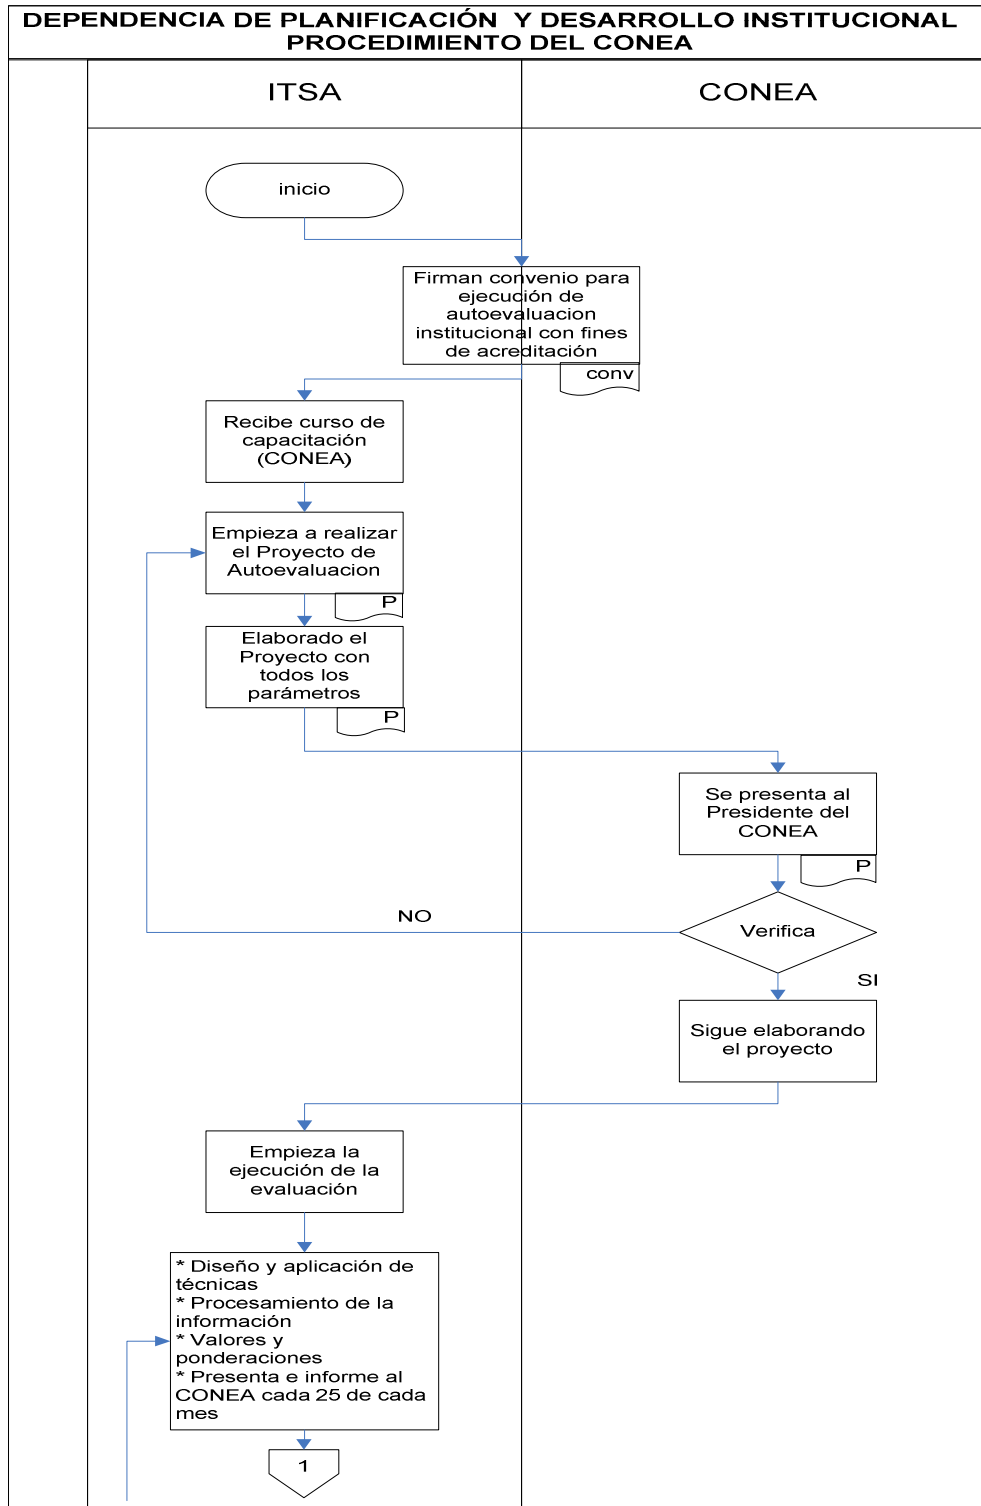 DEPENDENCIA DE PLANIFICACIÓN Y DESARROLLO INSTITUCIONAL
PROCEDIMIENTO DEL CONEA
ITSA
CONEA
inicio
Firman convenio para
ejecución de
autoevaluacion
institucional con fines
de acreditación
conv
Recibe curso de
capacitación
(CONEA)
Empieza a realizar
el Proyecto de
Autoevaluacion
P
Elaborado el
Proyecto con
todos los
parámetros
P
Se presenta al
Presidente del
CONEA
P
NO
Verifica
SI
Sigue elaborando
el proyecto
Empieza la
ejecución de la
evaluación
* Diseño y aplicación de
técnicas
* Procesamiento de la
información
* Valores y
ponderaciones
* Presenta e informe al
CONEA cada 25 de cada
mes
1